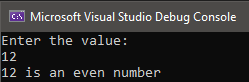 Microsoft Visual Studio Debug Console
Enter the value:
12
12 is an even number